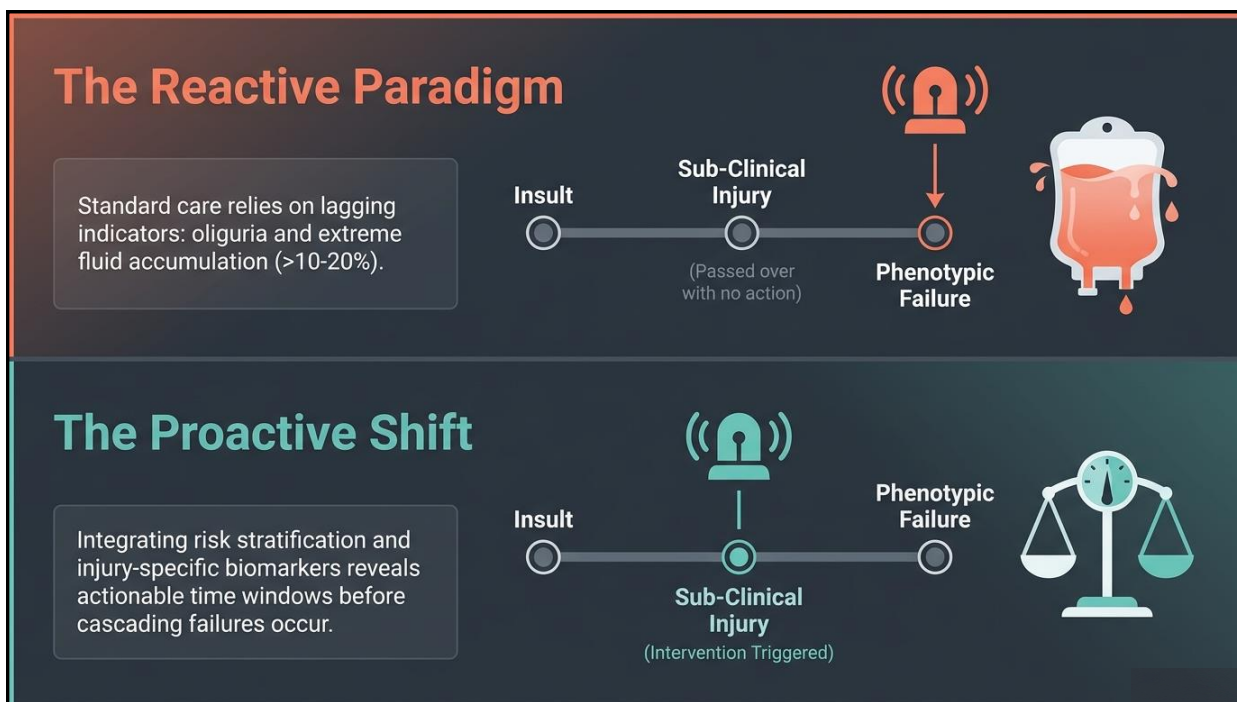 The Reactive Paradigm
Standard care relies on lagging
indicators: oliguria and extreme
fluid accumulation (>10-20%).
Insult
Sub-Clinical
Injury
(Passed over
with no action)
Phenotypic
Failure
The Proactive Shift
Integrating risk stratification and
injury-specific biomarkers reveals
actionable time windows before
cascading failures occur.
Insult
Sub-Clinical
Injury
(Intervention Triggered)
Phenotypic
Failure